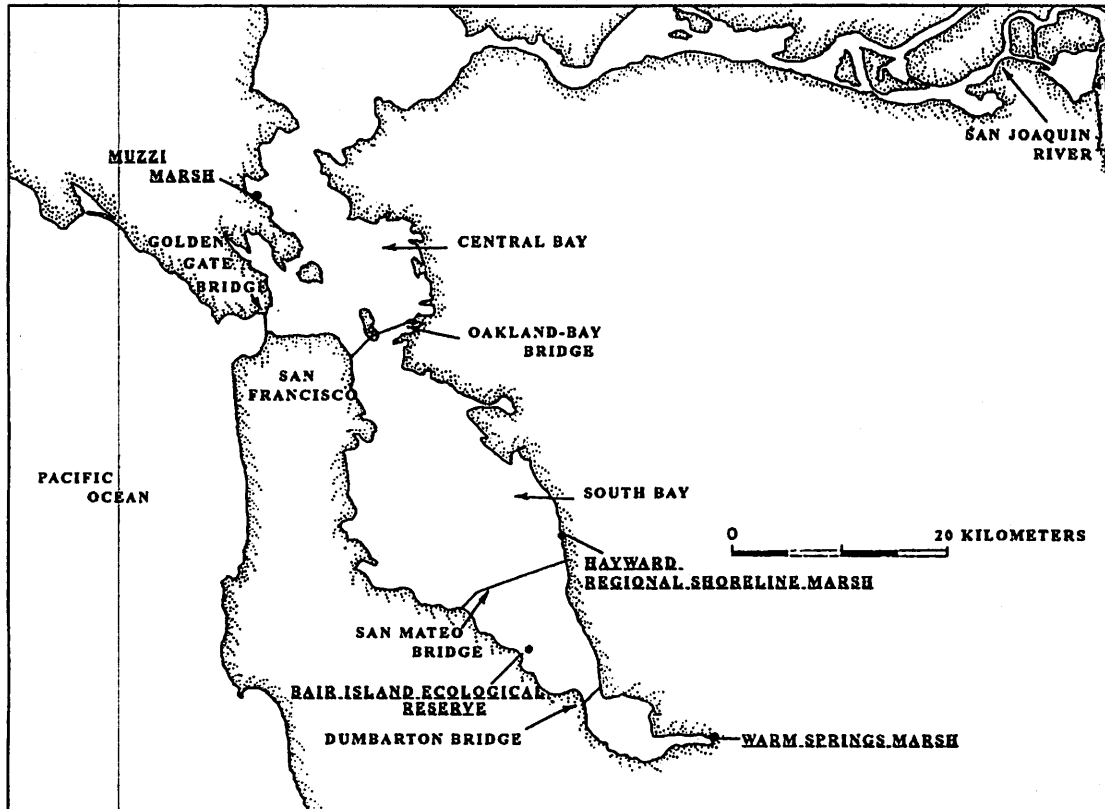 SAN JOAQUIN
RIVER
MUZZI
MARSH
GOLDEN
GATE
BRIDGE
CENTRAL BAY
OAKLAND-BAY
BRIDGE
SAN
FRANCISCO
PACIFIC
OCEAN
SOUTH BAY
0 20 KILOMETERS
HAYWARD
REGIONAL SHORELINE MARSH
SAN MATEO
BRIDGE
BAIR ISLAND ECOLOGICAL
RESERVE
DUMBARTON BRIDGE
WARM SPRINGS MARSH